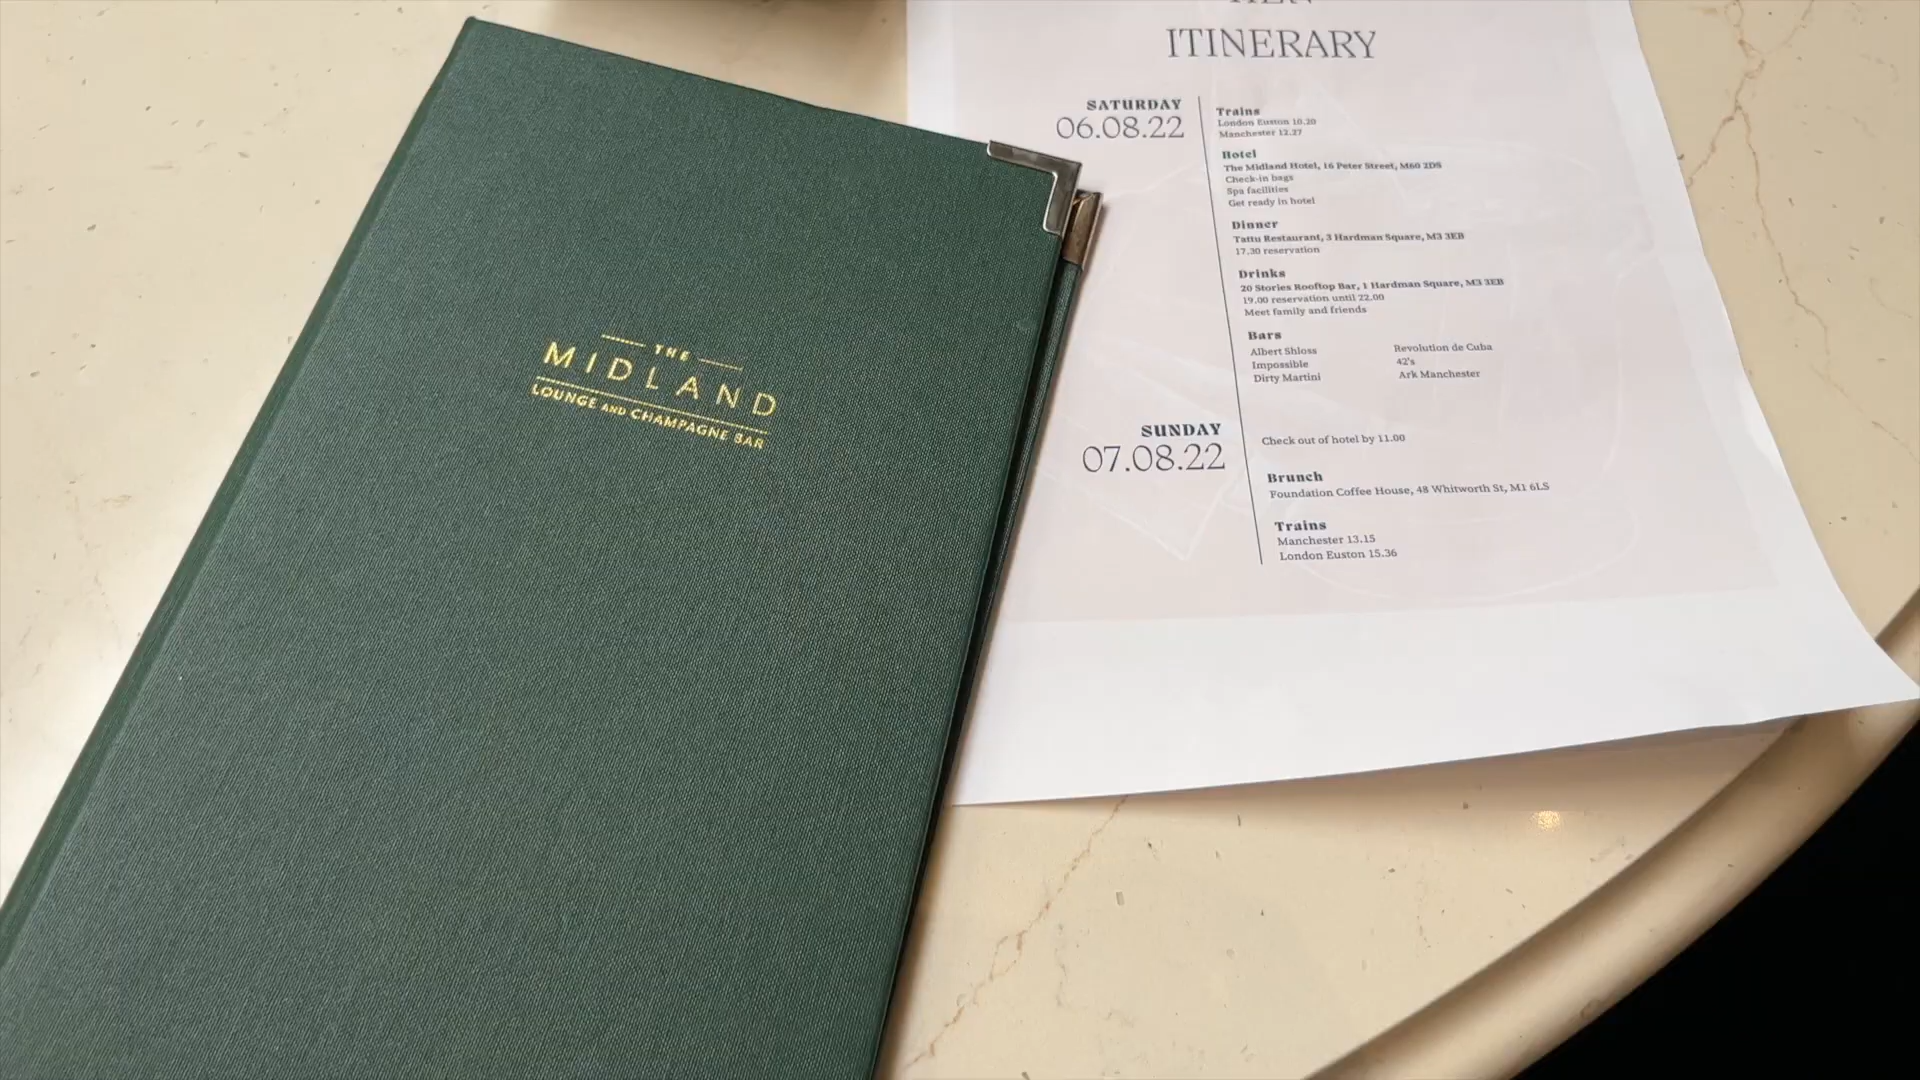 THE
MIDLAND
LOUNGE AND CHAMPAGNE BAR
HEN
ITINERARY
SATURDAY
06.08.22
Trains
London Euston 10.20
Manchester 12.27
Hotel
The Midland Hotel, 16 Peter Street, M60 2DS
Check-in bags
Spa facilities
Get ready in hotel
Dinner
Tattu Restaurant, 3 Hardman Square, M3 3EB
17.30 reservation
Drinks
20 Stories Rooftop Bar, 1 Hardman Square, M3 3EB
19.00 reservation until 22.00
Meet family and friends
Bars
Albert Shloss
Impossible
Dirty Martini
Revolution de Cuba
42's
Ark Manchester
SUNDAY
07.08.22
Check out of hotel by 11.00
Brunch
Foundation Coffee House, 48 Whitworth St, M1 6LS
Trains
Manchester 13.15
London Euston 15.36